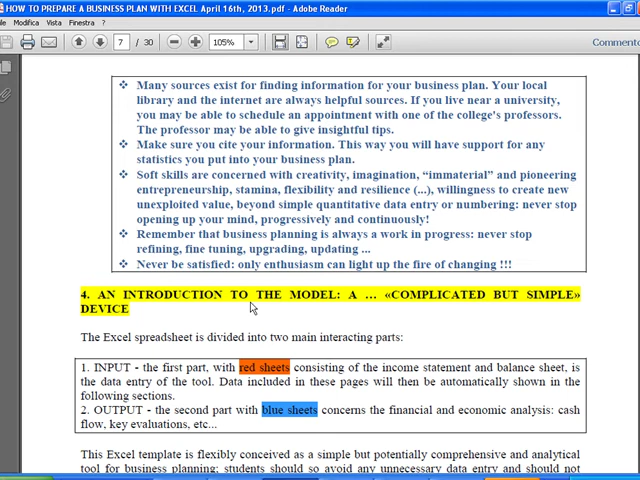 HOW TO PREPARE A BUSINESS PLAN WITH EXCEL April 16th, 2013.pdf - Adobe Reader
Modifica Vista Finestra ?
7 / 30 105% Commento
❖ Many sources exist for finding information for your business plan. Your local
library and the internet are always helpful sources. If you live near a university,
you may be able to schedule an appointment with one of the college's professors.
The professor may be able to give insightful tips.
❖ Make sure you cite your information. This way you will have support for any
statistics you put into your business plan.
❖ Soft skills are concerned with creativity, imagination, “immaterial” and pioneering
entrepreneurship, stamina, flexibility and resilience (...), willingness to create new
unexploited value, beyond simple quantitative data entry or numbering: never stop
opening up your mind, progressively and continuously!
❖ Remember that business planning is always a work in progress: never stop
refining, fine tuning, upgrading, updating ...
❖ Never be satisfied: only enthusiasm can light up the fire of changing !!!
4. AN INTRODUCTION TO THE MODEL: A … «COMPLICATED BUT SIMPLE»
DEVICE
The Excel spreadsheet is divided into two main interacting parts:
1. INPUT - the first part, with red sheets consisting of the income statement and balance sheet, is
the data entry of the tool. Data included in these pages will then be automatically shown in the
following sections.
2. OUTPUT - the second part with blue sheets concerns the financial and economic analysis: cash
flow, key evaluations, etc...
This Excel template is flexibly conceived as a simple but potentially comprehensive and analytical
tool for business planning; students should so avoid any unnecessary data entry and should not